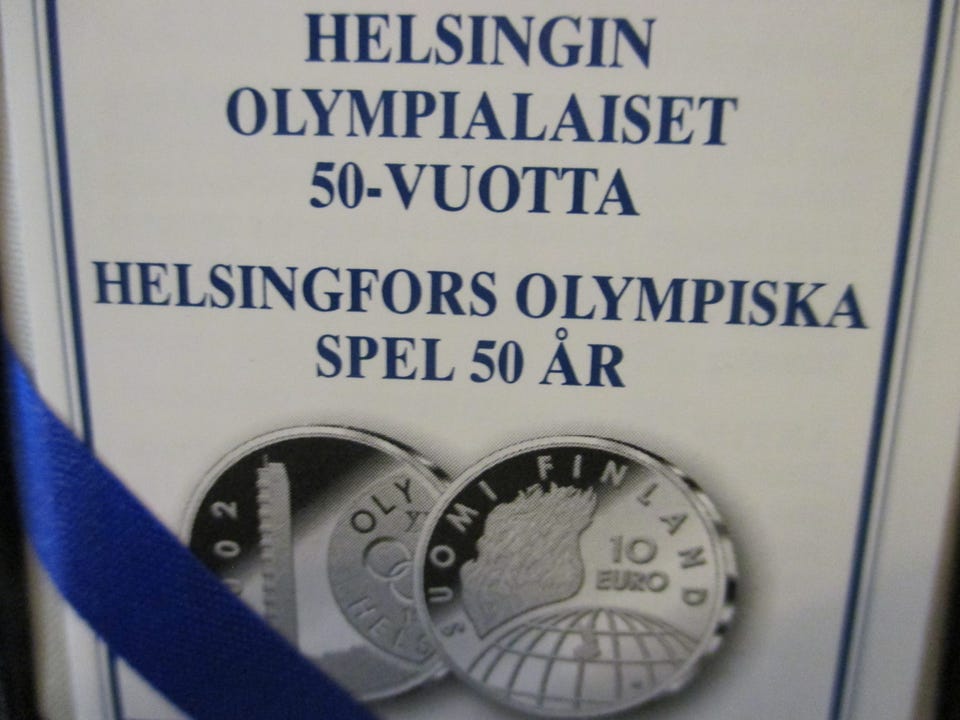 HELSINGIN
OLYMPIALAISET
50-VUOTTA
HELSINGFORS OLYMPISKA
SPEL 50 ÅR
SUOMI FINLAND
10
EURO